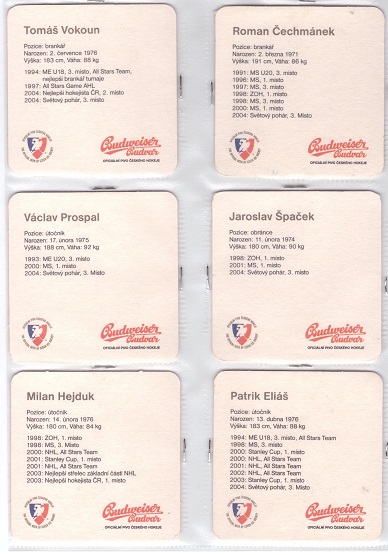 Tomáš Vokoun
Pozice: brankář
Narozen: 2. července 1976
Výška: 183 cm, Váha: 88 kg
1994: ME U18, 3. místo, All Stars Team,
nejlepší brankář turnaje
1997: All Stars Game AHL
2004: Nejlepší hokejista ČR, 2. místo
2004: Světový pohár, 3. místo
Budweiser
Budvar
OFICIÁLNÍ PIVO ČESKÉHO HOKEJE
Roman Čechmánek
Pozice: brankář
Narozen: 2. března 1971
Výška: 191 cm, Váha: 86 kg
1991: MS U20, 3. místo
1996: MS, 1. místo
1997: MS, 3. místo
1998: ZOH, 1. místo
1998: MS, 3. místo
2000: MS, 1. místo
2004: Světový pohár, 3. místo
Budweiser
Budvar
OFICIÁLNÍ PIVO ČESKÉHO HOKEJE
Václav Prospal
Pozice: útočník
Narozen: 17. února 1975
Výška: 188 cm, Váha: 92 kg
1993: ME U20, 3. místo
2000: MS, 1. místo
2004: Světový pohár, 3. Místo
Budweiser
Budvar
OFICIÁLNÍ PIVO ČESKÉHO HOKEJE
Jaroslav Špaček
Pozice: obránce
Narozen: 11. února 1974
Výška: 180 cm, Váha: 90 kg
1998: ZOH, 1. místo
2001: MS, 1. místo
2004: Světový pohár, 3. místo
Budweiser
Budvar
OFICIÁLNÍ PIVO ČESKÉHO HOKEJE
Milan Hejduk
Pozice: útočník
Narozen: 14. února 1976
Výška: 180 cm, Váha: 84 kg
1998: ZOH, 1. místo
1998: MS, 3. Místo
2000: NHL, All Stars Team
2001: Stanley Cup, 1. místo
2001: NHL, All Stars Team
2003: Nejlepší střelec základní části NHL
2003: Nejlepší hokejista ČR, 1. místo
Budweiser
Budvar
OFICIÁLNÍ PIVO ČESKÉHO HOKEJE
Patrik Eliáš
Pozice: útočník
Narozen: 13. dubna 1976
Výška: 183 cm, Váha: 88 kg
1994: ME U18, 3. místo, All Stars Team
1998: MS, 3. místo
2000: Stanley Cup, 1. místo
2000: NHL, All Stars Team
2001: NHL, All Stars Team
2002: NHL, All Stars Team
2003: Stanley Cup, 1. místo
2004: Světový pohár, 3. Místo
Budweiser
Budvar
OFICIÁLNÍ PIVO ČESKÉHO HOKEJE